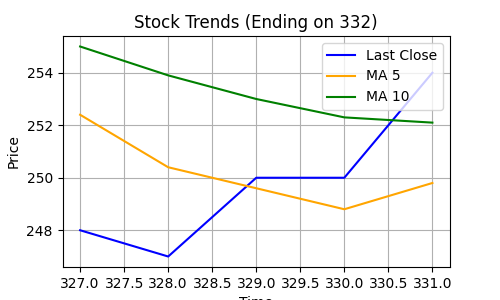 Stock Trends (Ending on 332)
Last Close
MA 5
MA 10
Price
254
252
250
248
327.0 327.5 328.0 328.5 329.0 329.5 330.0 330.5 331.0
Time